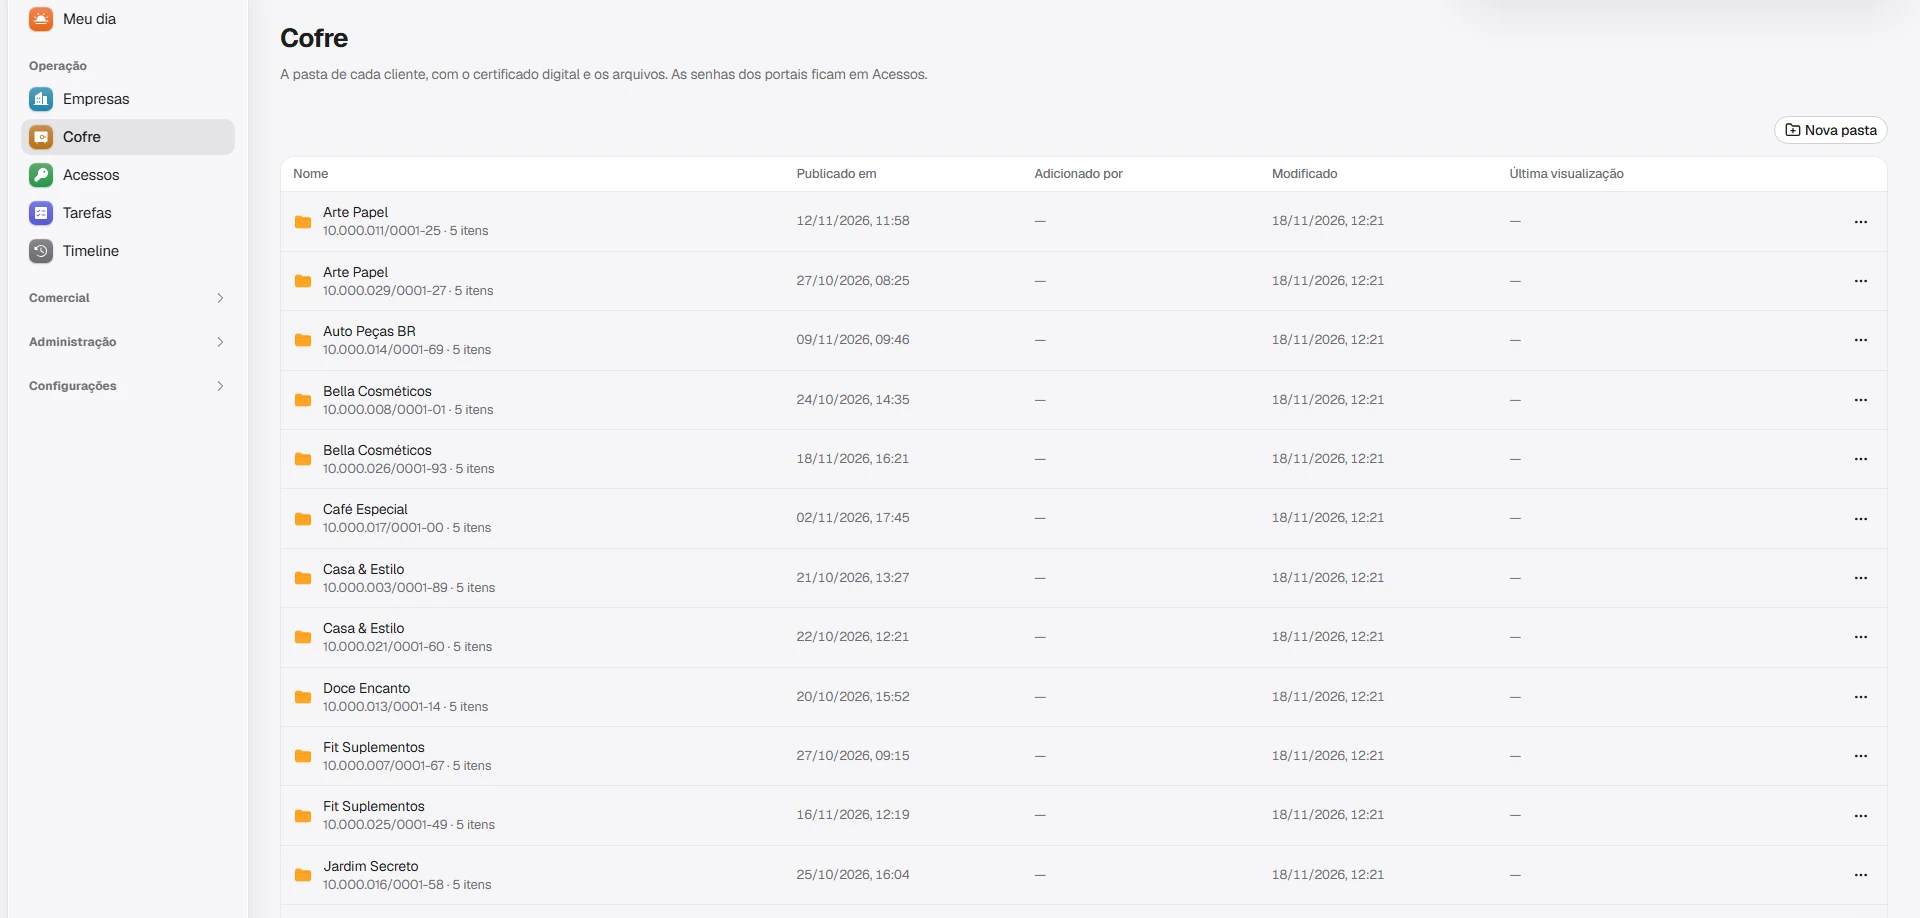 Meu dia
Operação
Empresas
Cofre
Acessos
Tarefas
Timeline
Comercial
Administração
Configurações
Cofre
A pasta de cada cliente, com o certificado digital e os arquivos. As senhas dos portais ficam em Acessos.
Nova pasta
Nome Publicado em Adicionado por Modificado Última visualização
Arte Papel
10.000.011/0001-25 · 5 itens 12/11/2026, 11:58 — 18/11/2026, 12:21 —
Arte Papel
10.000.029/0001-27 · 5 itens 27/10/2026, 08:25 — 18/11/2026, 12:21 —
Auto Peças BR
10.000.014/0001-69 · 5 itens 09/11/2026, 09:46 — 18/11/2026, 12:21 —
Bella Cosméticos
10.000.008/0001-01 · 5 itens 24/10/2026, 14:35 — 18/11/2026, 12:21 —
Bella Cosméticos
10.000.026/0001-93 · 5 itens 18/11/2026, 16:21 — 18/11/2026, 12:21 —
Café Especial
10.000.017/0001-00 · 5 itens 02/11/2026, 17:45 — 18/11/2026, 12:21 —
Casa & Estilo
10.000.003/0001-89 · 5 itens 21/10/2026, 13:27 — 18/11/2026, 12:21 —
Casa & Estilo
10.000.021/0001-60 · 5 itens 22/10/2026, 12:21 — 18/11/2026, 12:21 —
Doce Encanto
10.000.013/0001-14 · 5 itens 20/10/2026, 15:52 — 18/11/2026, 12:21 —
Fit Suplementos
10.000.007/0001-67 · 5 itens 27/10/2026, 09:15 — 18/11/2026, 12:21 —
Fit Suplementos
10.000.025/0001-49 · 5 itens 16/11/2026, 12:19 — 18/11/2026, 12:21 —
Jardim Secreto
10.000.016/0001-58 · 5 itens 25/10/2026, 16:04 — 18/11/2026, 12:21 —